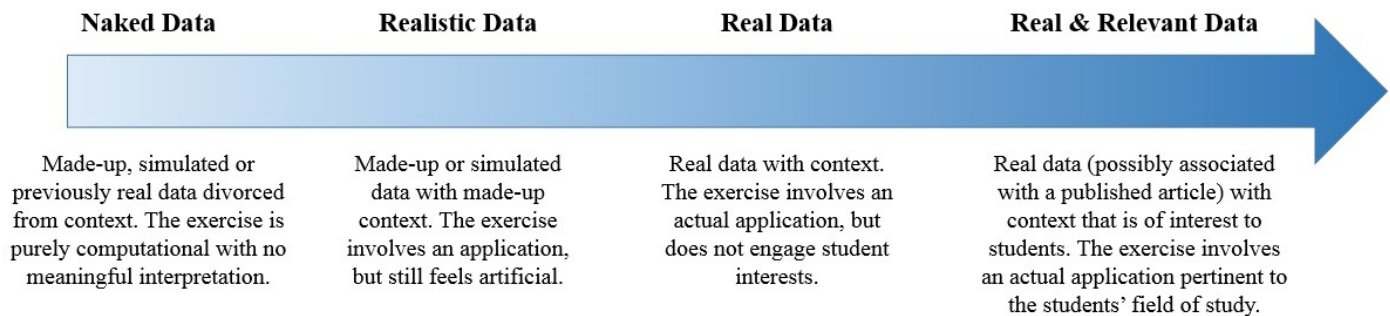 Naked Data
Realistic Data
Real Data
Real & Relevant Data
Made-up, simulated or
previously real data divorced
from context. The exercise is
purely computational with no
meaningful interpretation.
Made-up or simulated
data with made-up
context. The exercise
involves an application,
but still feels artificial.
Real data with context.
The exercise involves an
actual application, but
does not engage student
interests.
Real data (possibly associated
with a published article) with
context that is of interest to
students. The exercise involves
an actual application pertinent to
the students’ field of study.